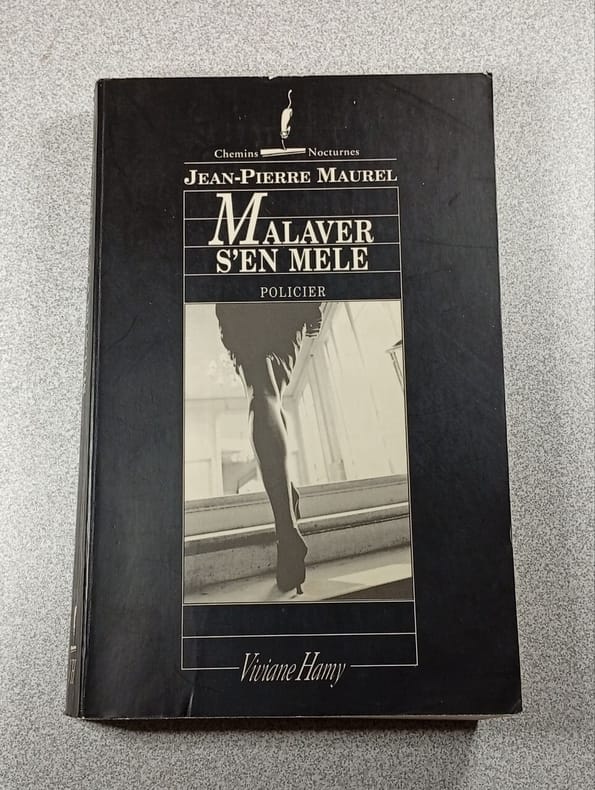 Chemins Nocturnes
JEAN-PIERRE MAUREL
MALAVER
S'EN MELE
POLICIER
Viviane Hamy